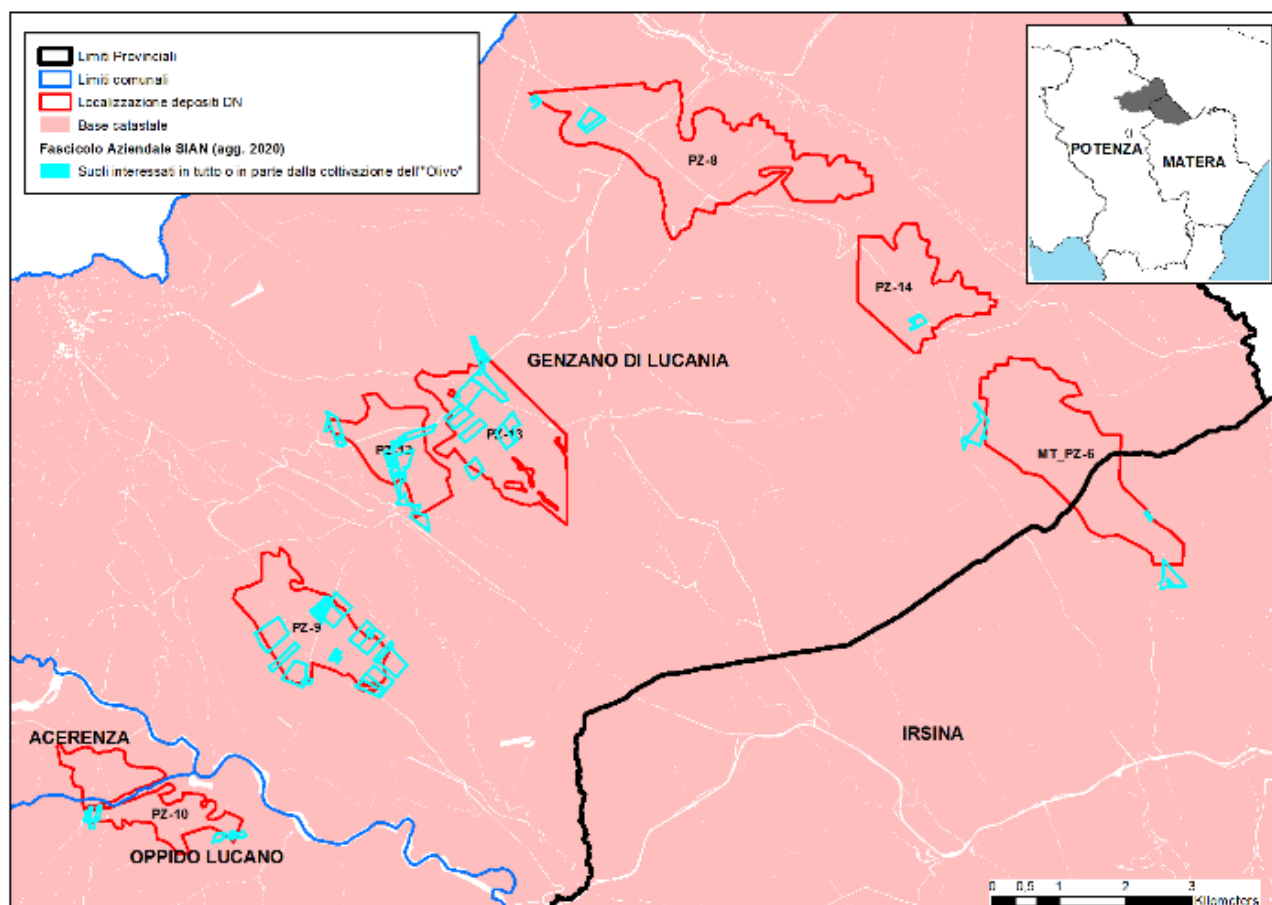 Limiti Provinciali
Limiti comunali
Localizzazione depositi DN
Base catastale
Fascicolo Aziendale SIAN (agg. 2020)
Suoli interessati in tutto o in parte dalla coltivazione dell'"Olivo"
POTENZA
MATERA
PZ-8
PZ-14
GENZANO DI LUCANIA
PZ-13
PZ-12
MT_PZ-6
PZ-9
IRSINA
ACERENZA
PZ-10
OPPIDO LUCANO
0 0,5 1 2 3
Kilometers